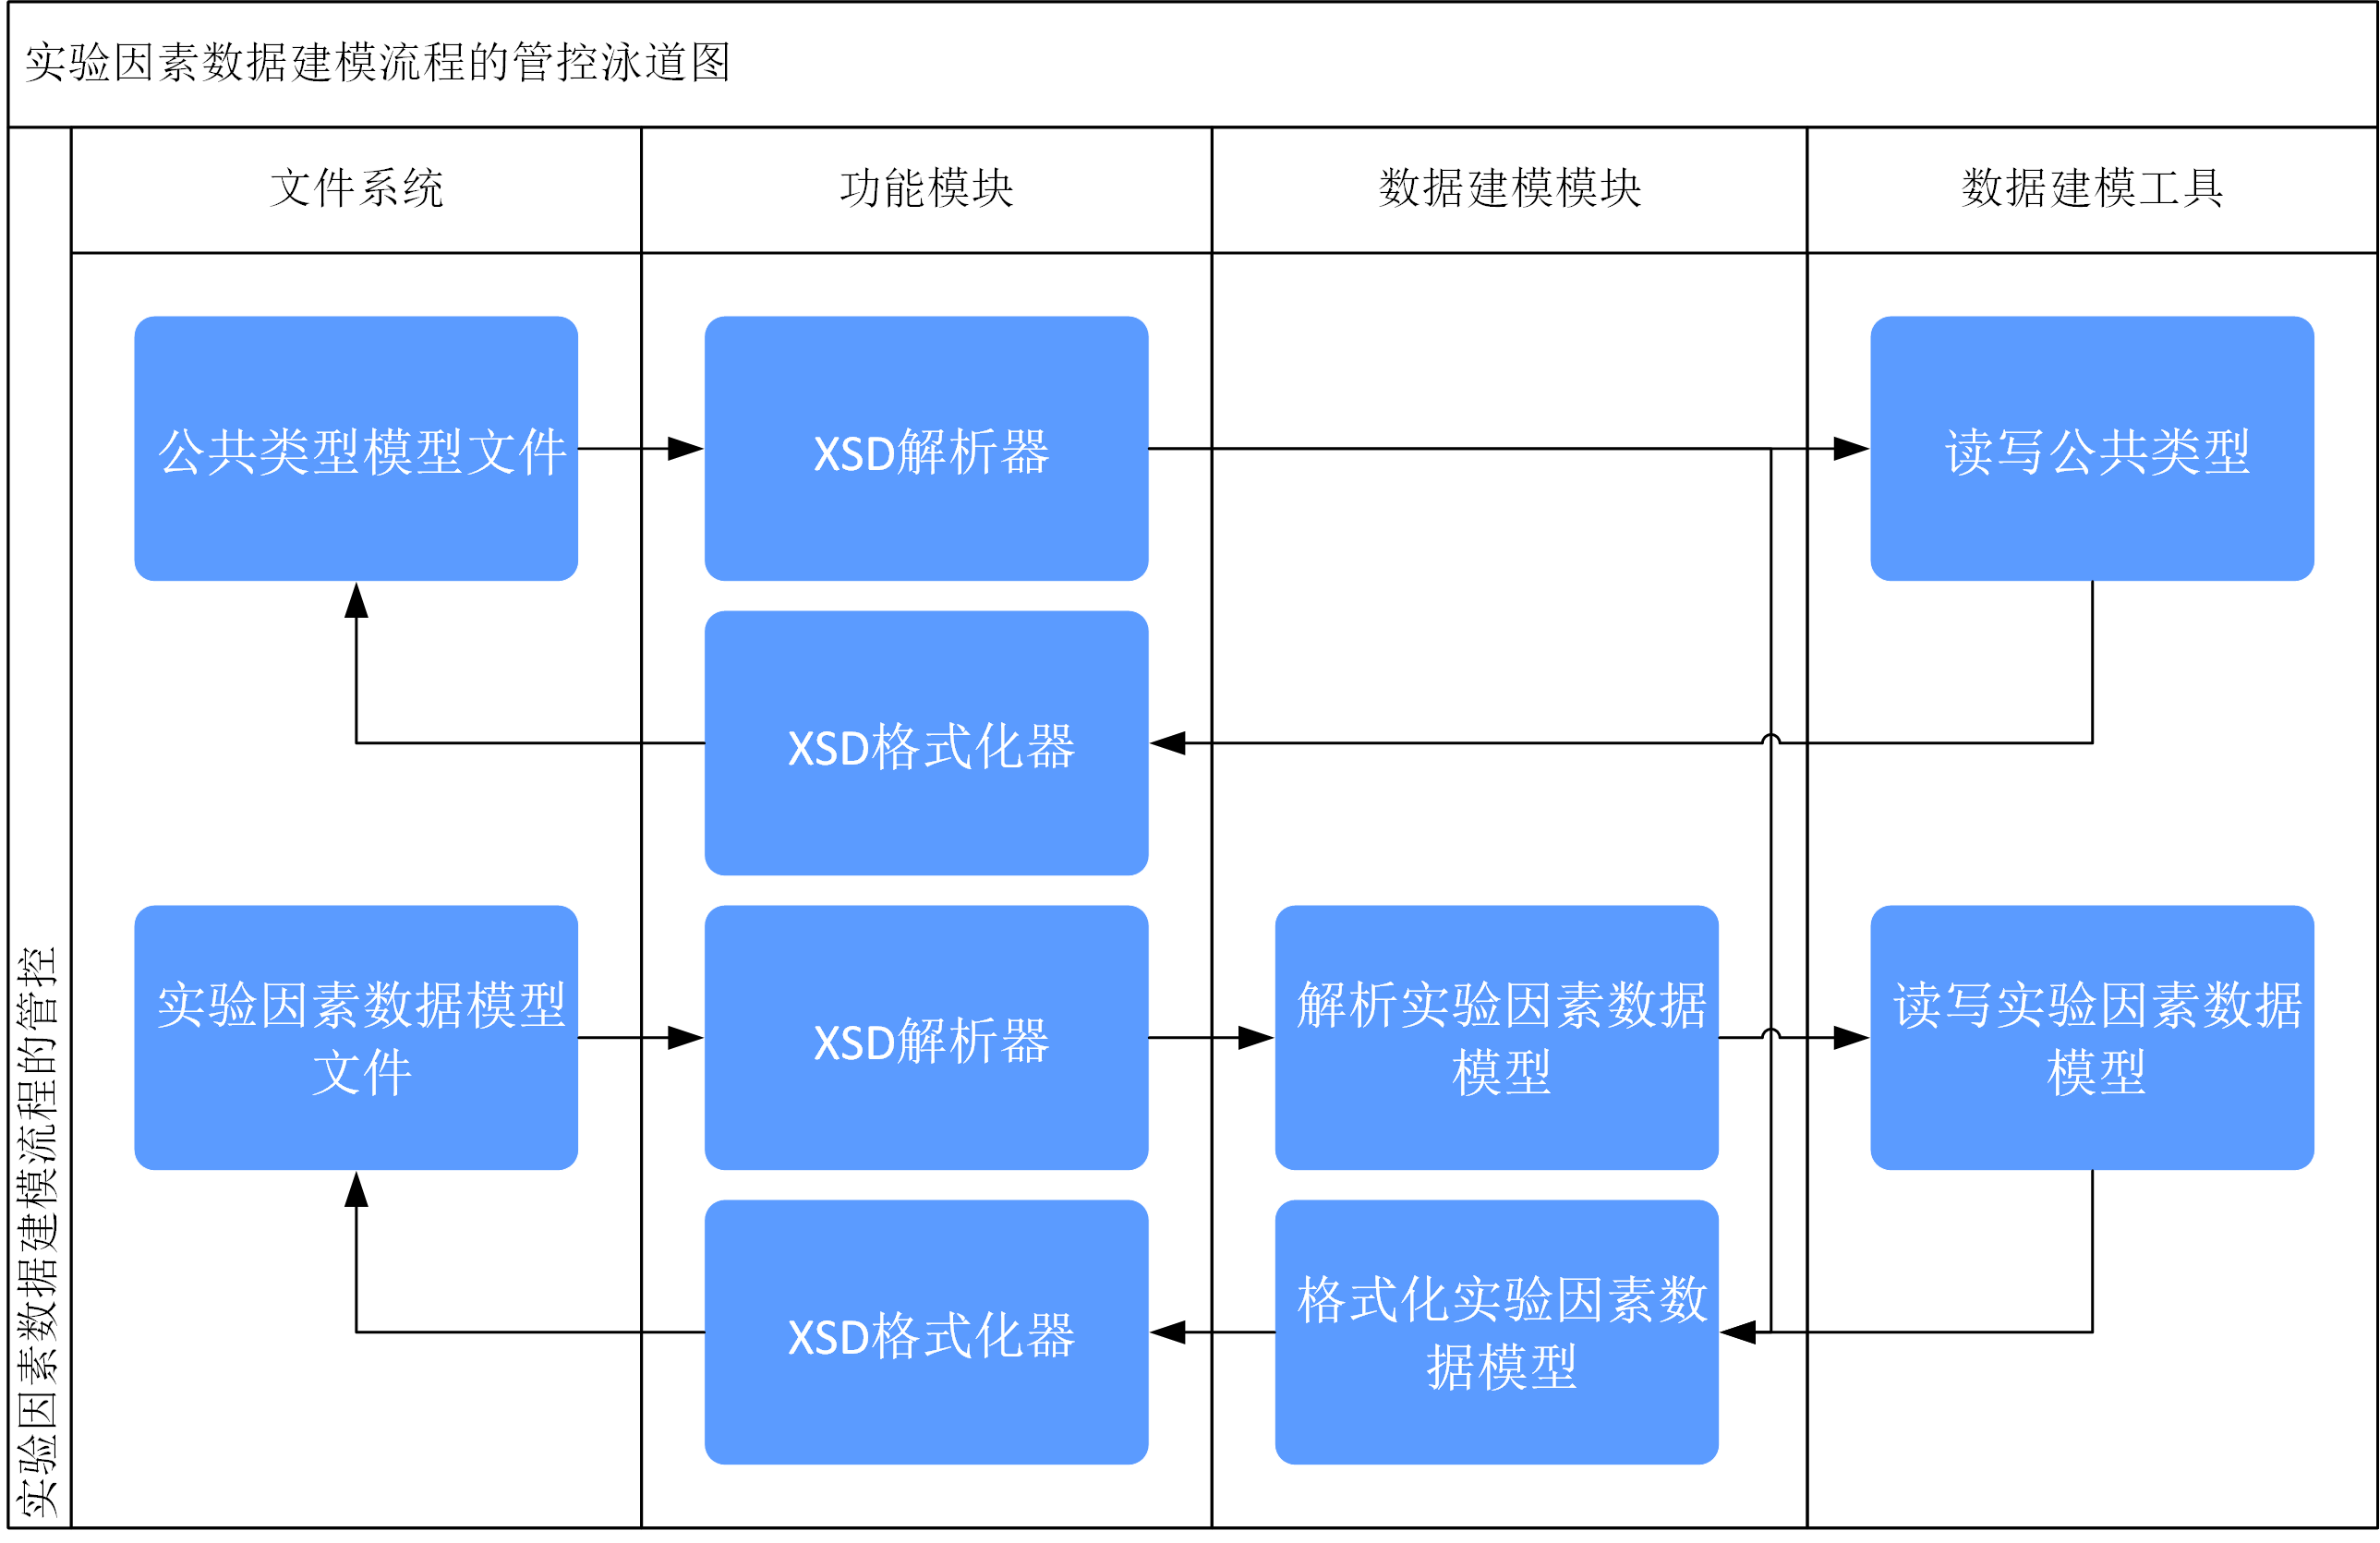 实验因素数据建模流程的管控泳道图
文件系统
功能模块
数据建模模块
数据建模工具
实验因素数据建模流程的管控
公共类型模型文件
XSD解析器
读写公共类型
XSD格式化器
实验因素数据模型
文件
XSD解析器
解析实验因素数据
模型
读写实验因素数据
模型
XSD格式化器
格式化实验因素数
据模型